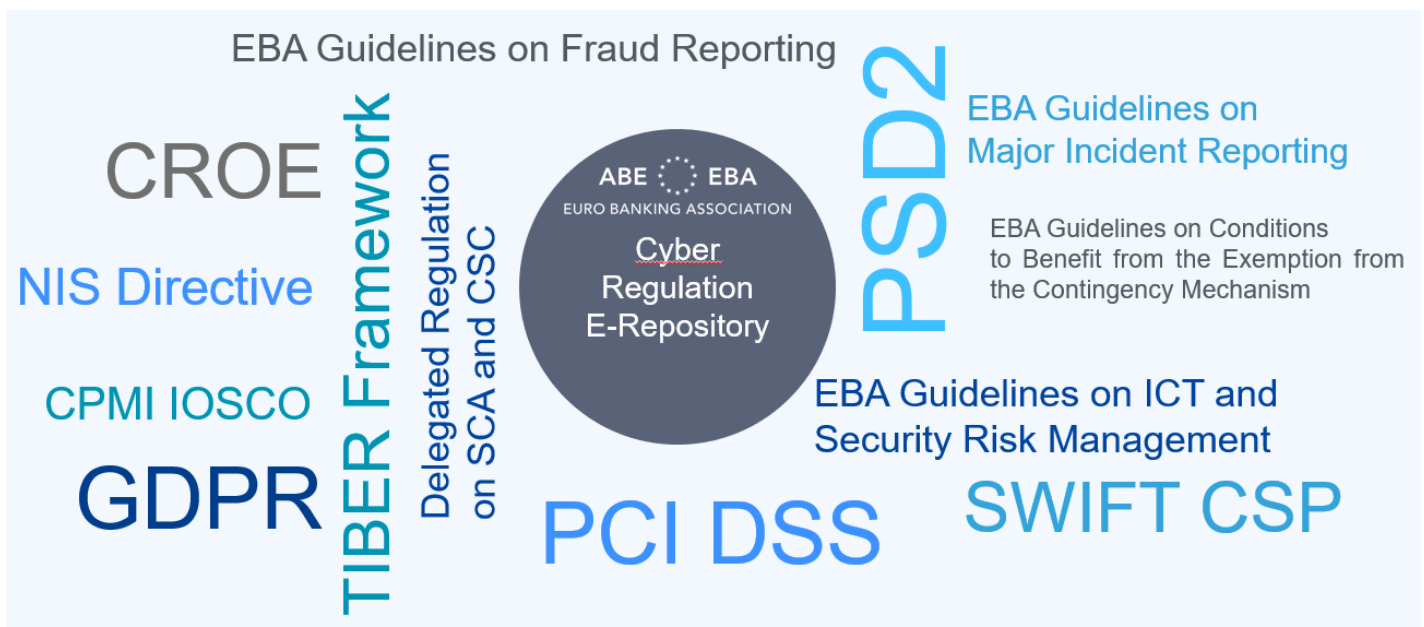 EBA Guidelines on Fraud Reporting
CROE
NIS Directive
CPMI IOSCO
GDPR
TIBER Framework
Delegated Regulation
on SCA and CSC
ABE EBA
EURO BANKING ASSOCIATION
Cyber
Regulation
E-Repository
PSD2
EBA Guidelines on
Major Incident Reporting
EBA Guidelines on Conditions
to Benefit from the Exemption from
the Contingency Mechanism
EBA Guidelines on ICT and
Security Risk Management
PCI DSS
SWIFT CSP